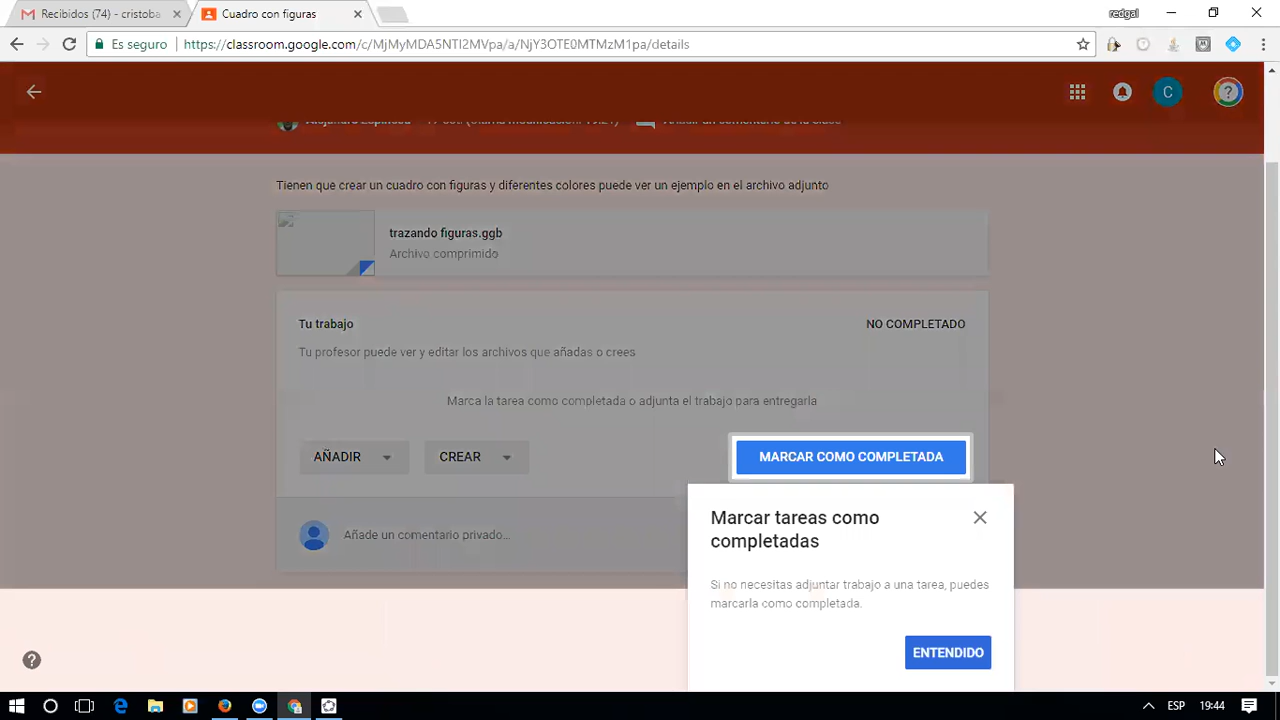 Recibidos (74) - cristoba
Cuadro con figuras
redgal
Es seguro
https://classroom.google.com/c/MjMyMDA5NTI2MVpa/a/NjY3OTE0MTMzM1pa/details
C
Tienen que crear un cuadro con figuras y diferentes colores puede ver un ejemplo en el archivo adjunto
trazando figuras.ggb
Archivo comprimido
Tu trabajo
NO COMPLETADO
Tu profesor puede ver y editar los archivos que añadas o crees
Marca la tarea como completada o adjunta el trabajo para entregarla
AÑADIR
CREAR
MARCAR COMO COMPLETADA
Añade un comentario privado...
Marcar tareas como
completadas
Si no necesitas adjuntar trabajo a una tarea, puedes
marcarla como completada.
ENTENDIDO
ESP
19:44